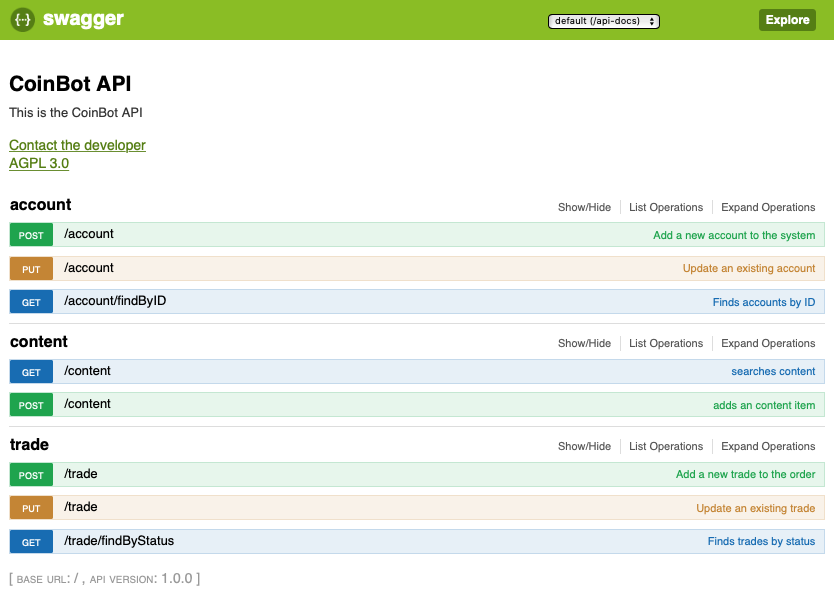 {···} swagger default (/api-docs) Explore
CoinBot API
This is the CoinBot API
Contact the developer
AGPL 3.0
account Show/Hide List Operations Expand Operations
POST /account Add a new account to the system
PUT /account Update an existing account
GET /account/findByID Finds accounts by ID
content Show/Hide List Operations Expand Operations
GET /content searches content
POST /content adds an content item
trade Show/Hide List Operations Expand Operations
POST /trade Add a new trade to the order
PUT /trade Update an existing trade
GET /trade/findByStatus Finds trades by status
[ BASE URL: / , API VERSION: 1.0.0 ]